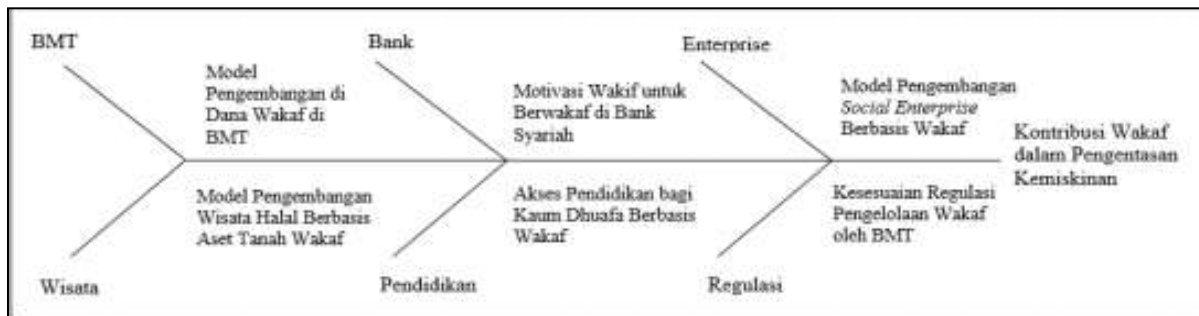 BMT
Bank
Enterprise
Model
Pengembangan di
Dana Wakaf di
BMT
Motivasi Wakif untuk
Berwakaf di Bank
Syariah
Model Pengembangan
Social Enterprise
Berbasis Wakaf
Kontribusi Wakaf
dalam Pengentasan
Kemiskinan
Model Pengembangan
Wisata Halal Berbasis
Aset Tanah Wakaf
Akses Pendidikan bagi
Kaum Dhuafa Berbasis
Wakaf
Kesesuaian Regulasi
Pengelolaan Wakaf
oleh BMT
Wisata
Pendidikan
Regulasi